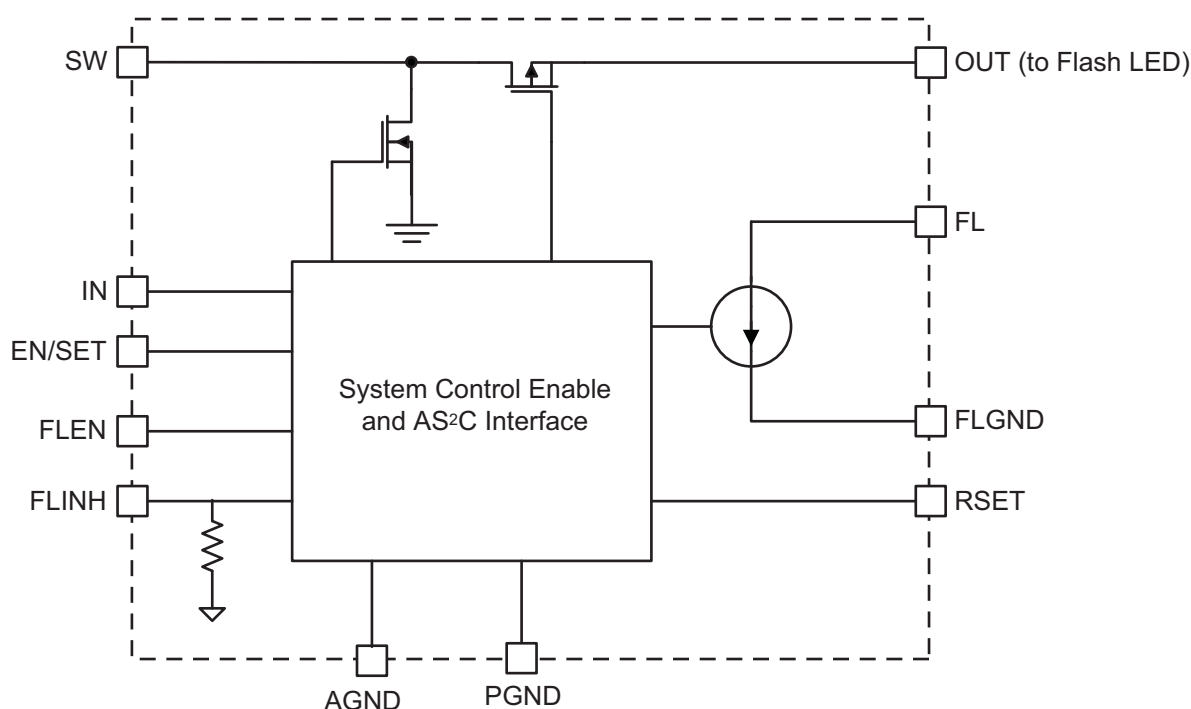 SW
OUT (to Flash LED)
FL
IN
EN/SET
System Control Enable
and AS²C Interface
FLEN
FLGND
FLINH
RSET
AGND
PGND